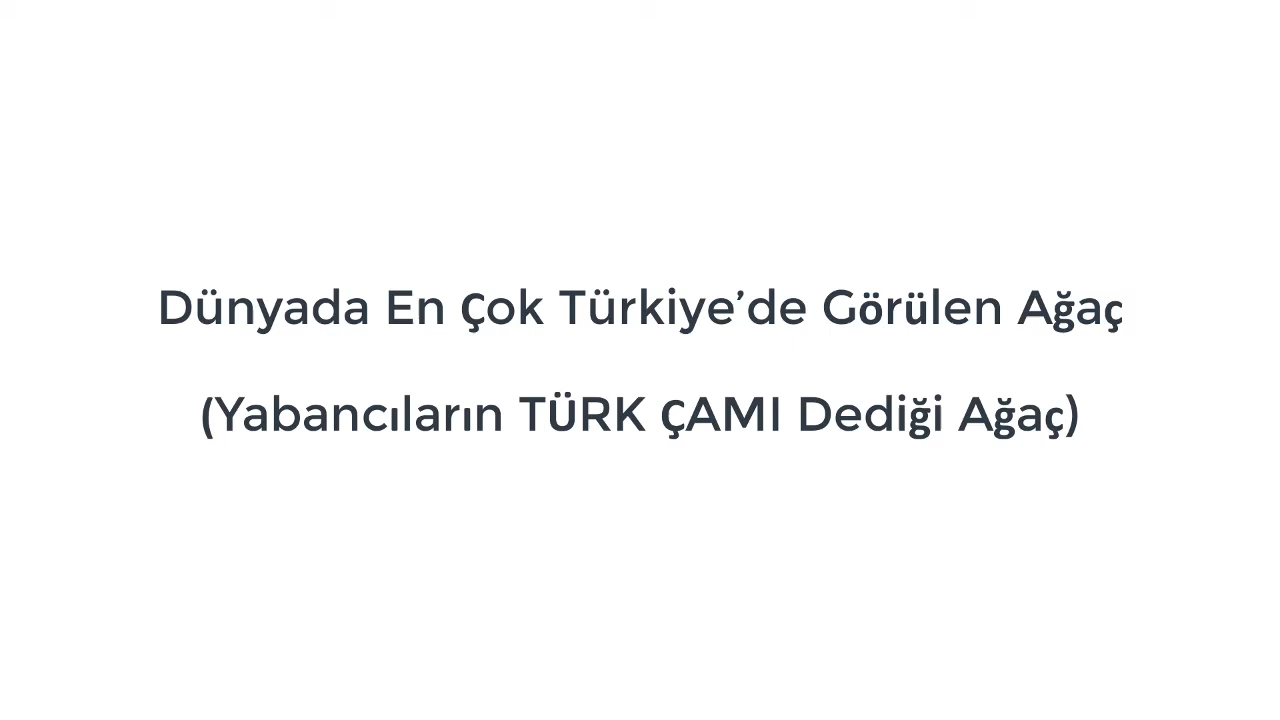 Dünyada En Çok Türkiye’de Görülen Ağaç
(Yabancıların TÜRK ÇAMI Dediği Ağaç)